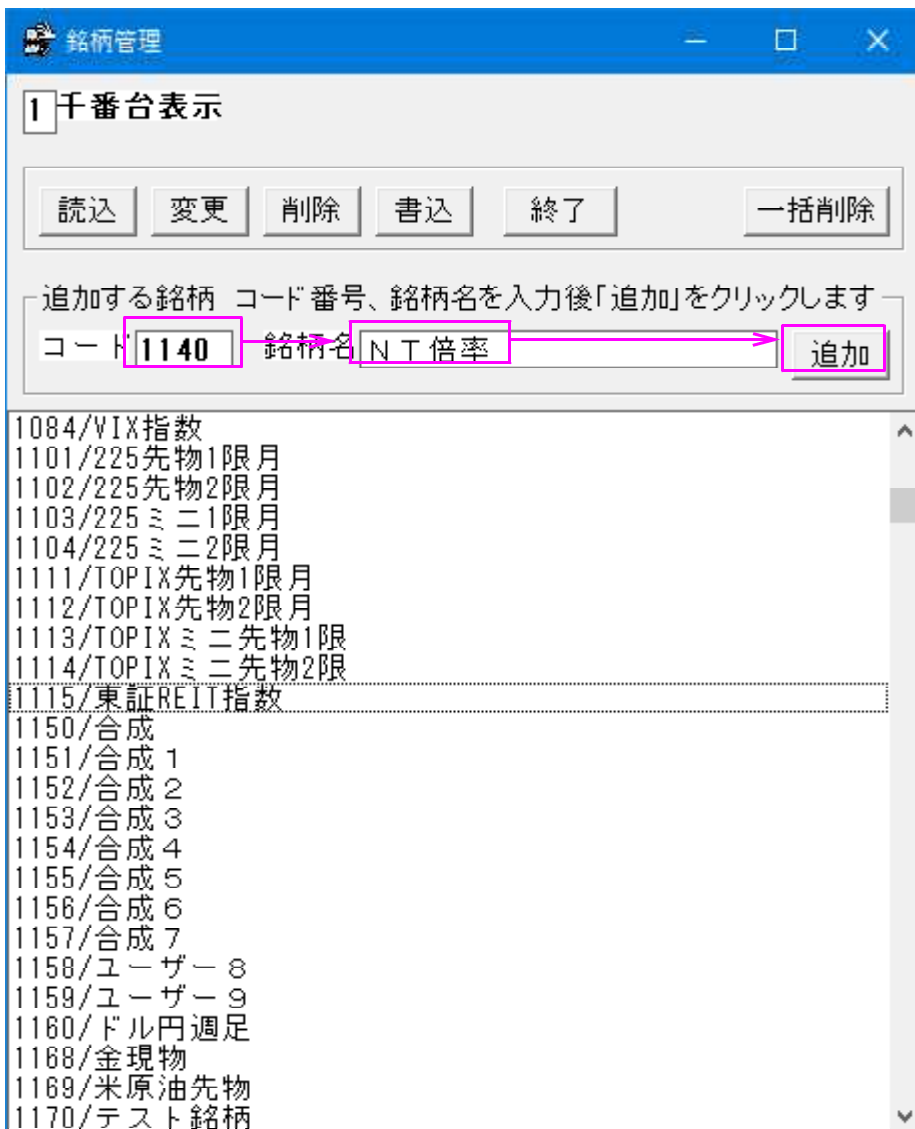 銘柄管理
1 千番台表示
読込 変更 削除 書込 終了 一括削除
追加する銘柄 コード番号、銘柄名を入力後「追加」をクリックします
コード 1140 銘柄名 ＮＴ倍率 追加
1084/VIX指数
1101/225先物1限月
1102/225先物2限月
1103/225ミニ1限月
1104/225ミニ2限月
1111/TOPIX先物1限月
1112/TOPIX先物2限月
1113/TOPIXミニ先物1限
1114/TOPIXミニ先物2限
1115/東証REIT指数
1150/合成
1151/合成１
1152/合成２
1153/合成３
1154/合成４
1155/合成５
1156/合成６
1157/合成７
1158/ユーザー８
1159/ユーザー９
1160/ドル円週足
1168/金現物
1169/米原油先物
1170/テスト銘柄